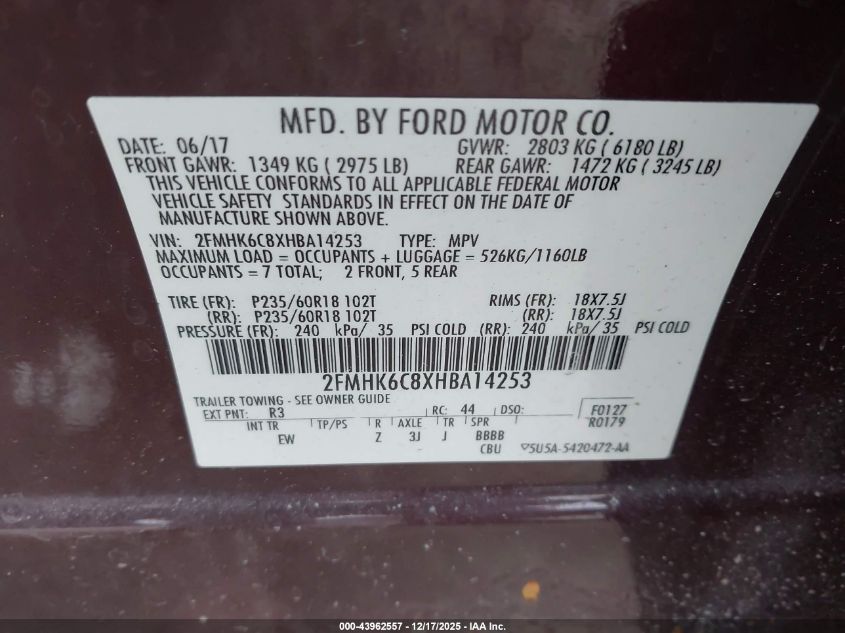 MFD. BY FORD MOTOR CO.
DATE: 06/17 GVWR: 2803 KG ( 6180 LB)
FRONT GAWR: 1349 KG ( 2975 LB) REAR GAWR: 1472 KG ( 3245 LB)
THIS VEHICLE CONFORMS TO ALL APPLICABLE FEDERAL MOTOR
VEHICLE SAFETY STANDARDS IN EFFECT ON THE DATE OF
MANUFACTURE SHOWN ABOVE.
VIN: 2FMHK6C8XHBA14253 TYPE: MPV
MAXIMUM LOAD = OCCUPANTS + LUGGAGE = 526KG/1160LB
OCCUPANTS = 7 TOTAL; 2 FRONT, 5 REAR
TIRE (FR): P235/60R18 102T RIMS (FR): 18X7.5J
(RR): P235/60R18 102T (RR): 18X7.5J
PRESSURE (FR): 240 kPa/ 35 PSI COLD (RR): 240 kPa/ 35 PSI COLD
2FMHK6C8XHBA14253
TRAILER TOWING - SEE OWNER GUIDE
EXT PNT: R3 RC: 44 DSO: F0127
INT TR TP/PS R AXLE TR SPR R0179
EW Z 3J J BBBB
CBU 5U5A-5420472-AA
000-43962557 - 12/17/2025 - IAA Inc.